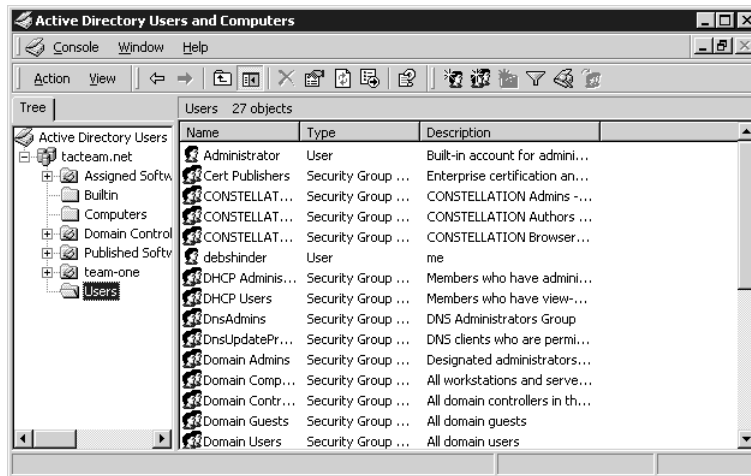 Active Directory Users and Computers
Console Window Help
Action View
Tree
Users 27 objects
Active Directory Users
tacteam.net
Assigned Softw
Builtin
Computers
Domain Control
Published Softw
team-one
Users
Name Type Description
Administrator User Built-in account for admini...
Cert Publishers Security Group ... Enterprise certification an...
CONSTELLAT... Security Group ... CONSTELLATION Admins -...
CONSTELLAT... Security Group ... CONSTELLATION Authors ...
CONSTELLAT... Security Group ... CONSTELLATION Browser...
debshinder User me
DHCP Adminis... Security Group ... Members who have admini...
DHCP Users Security Group ... Members who have view-...
DnsAdmins Security Group ... DNS Administrators Group
DnsUpdatePr... Security Group ... DNS clients who are permi...
Domain Admins Security Group ... Designated administrators...
Domain Comp... Security Group ... All workstations and serve...
Domain Contr... Security Group ... All domain controllers in th...
Domain Guests Security Group ... All domain guests
Domain Users Security Group ... All domain users